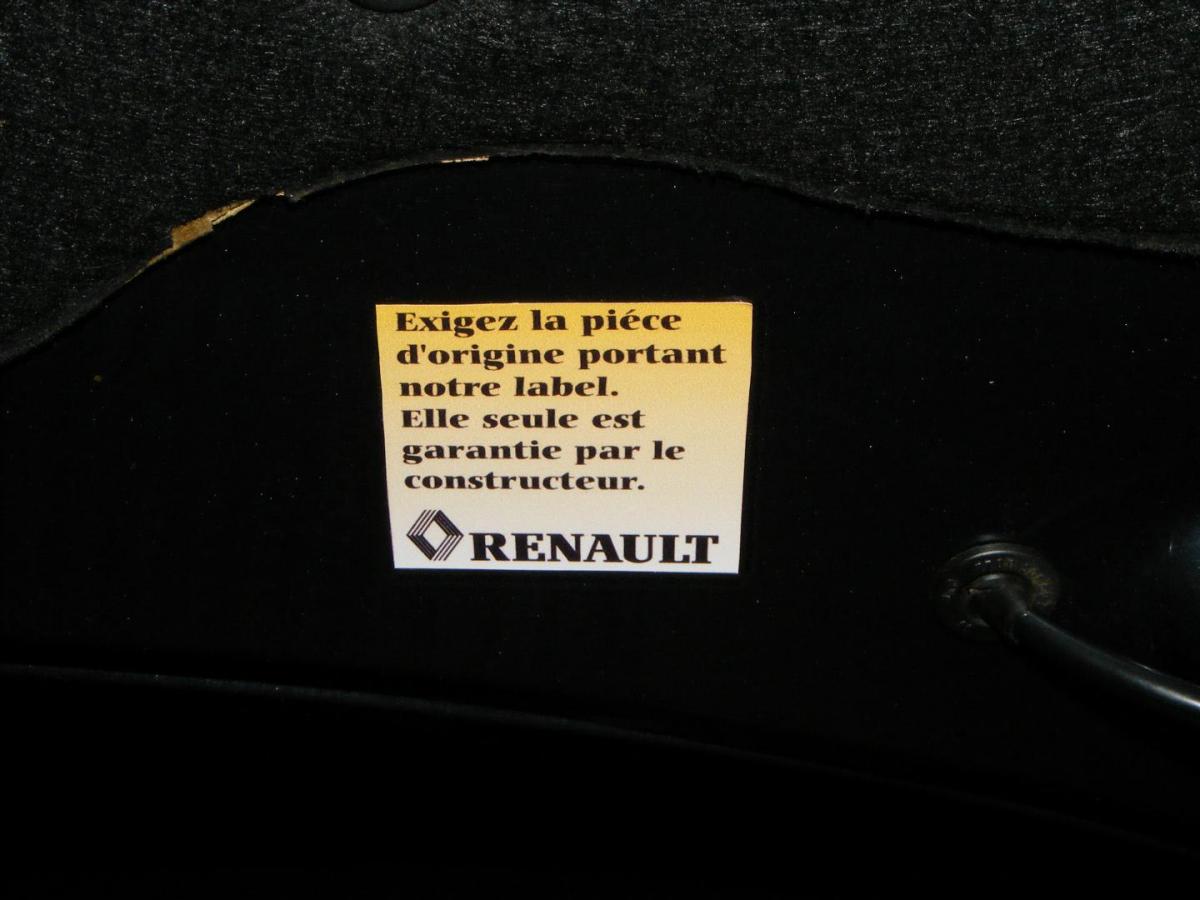 Exigez la piéce
d'origine portant
notre label.
Elle seule est
garantie par le
constructeur.
RENAULT